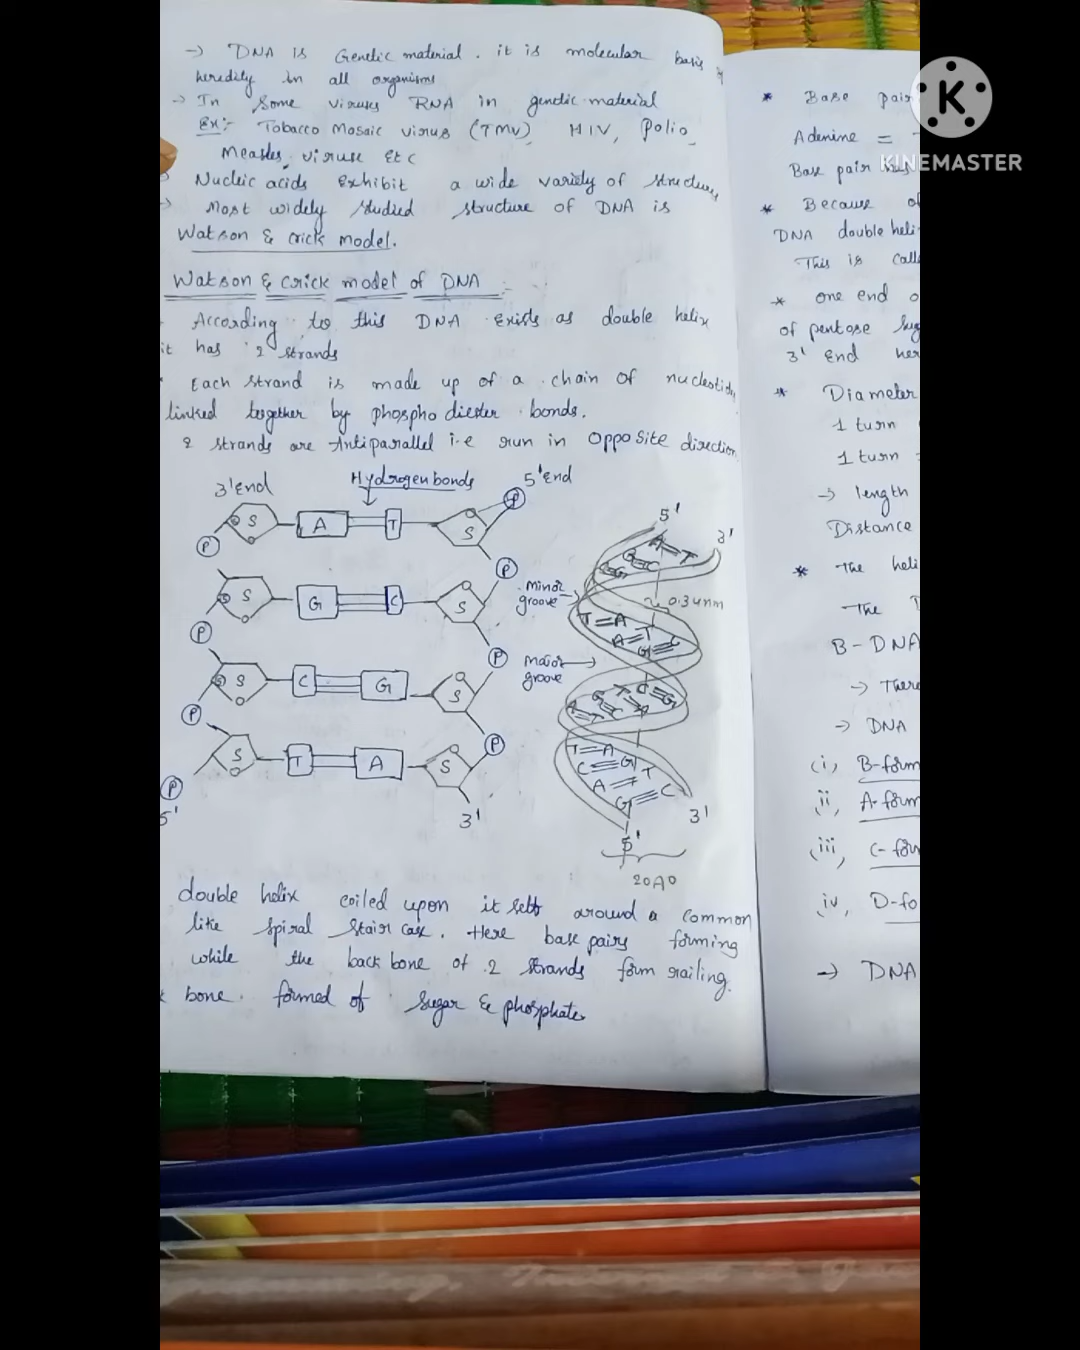 -> DNA is Genetic material. it is molecular basis of
heredity in all organisms
-> In Some viruses RNA in genetic material
Ex:- Tobacco Mosaic virus (TMV) HIV, Polio,
Measles, viruse Etc
Nucleic acids Exhibit a wide variety of structures
-> Most widely studied structure of DNA is
Watson & crick model.
Watson & crick model of DNA :-
According to this DNA Exists as double helix
it has 2 strands
Each strand is made up of a chain of nucleotide
linked together by phospho diester bonds.
2 strands are Antiparallel i.e run in opposite direction
3' End
Hydrogen bonds
5' End
P S A T S P
P S G C S P
P S C G S P
P S T A S P
5'
3'
5'
3'
A=T
G≡C
C≡G
Minor
groove
0.34nm
T=A
A=T
G≡C
Major
groove
C≡G
T=A
G≡C
A=T
T=A
C≡G
A=T
G≡C
3'
5'
20A0
double helix coiled upon it self around a common
like spiral stair case. Here base pairs forming
while the back bone of 2 strands form railing.
bone formed of sugar & phosphate.
* Base pair
Adenine =
Base pair
* Because of
DNA double heli
This is call
* one end o
of pentose sug
3' End her
* Diameter
1 turn
1 turn
-> length
Distance
* The heli
The
B-DNA
-> There
-> DNA
(i) B-form
ii, A-form
iii, C-form
iv, D-fo
-> DNA
K
KINEMASTER